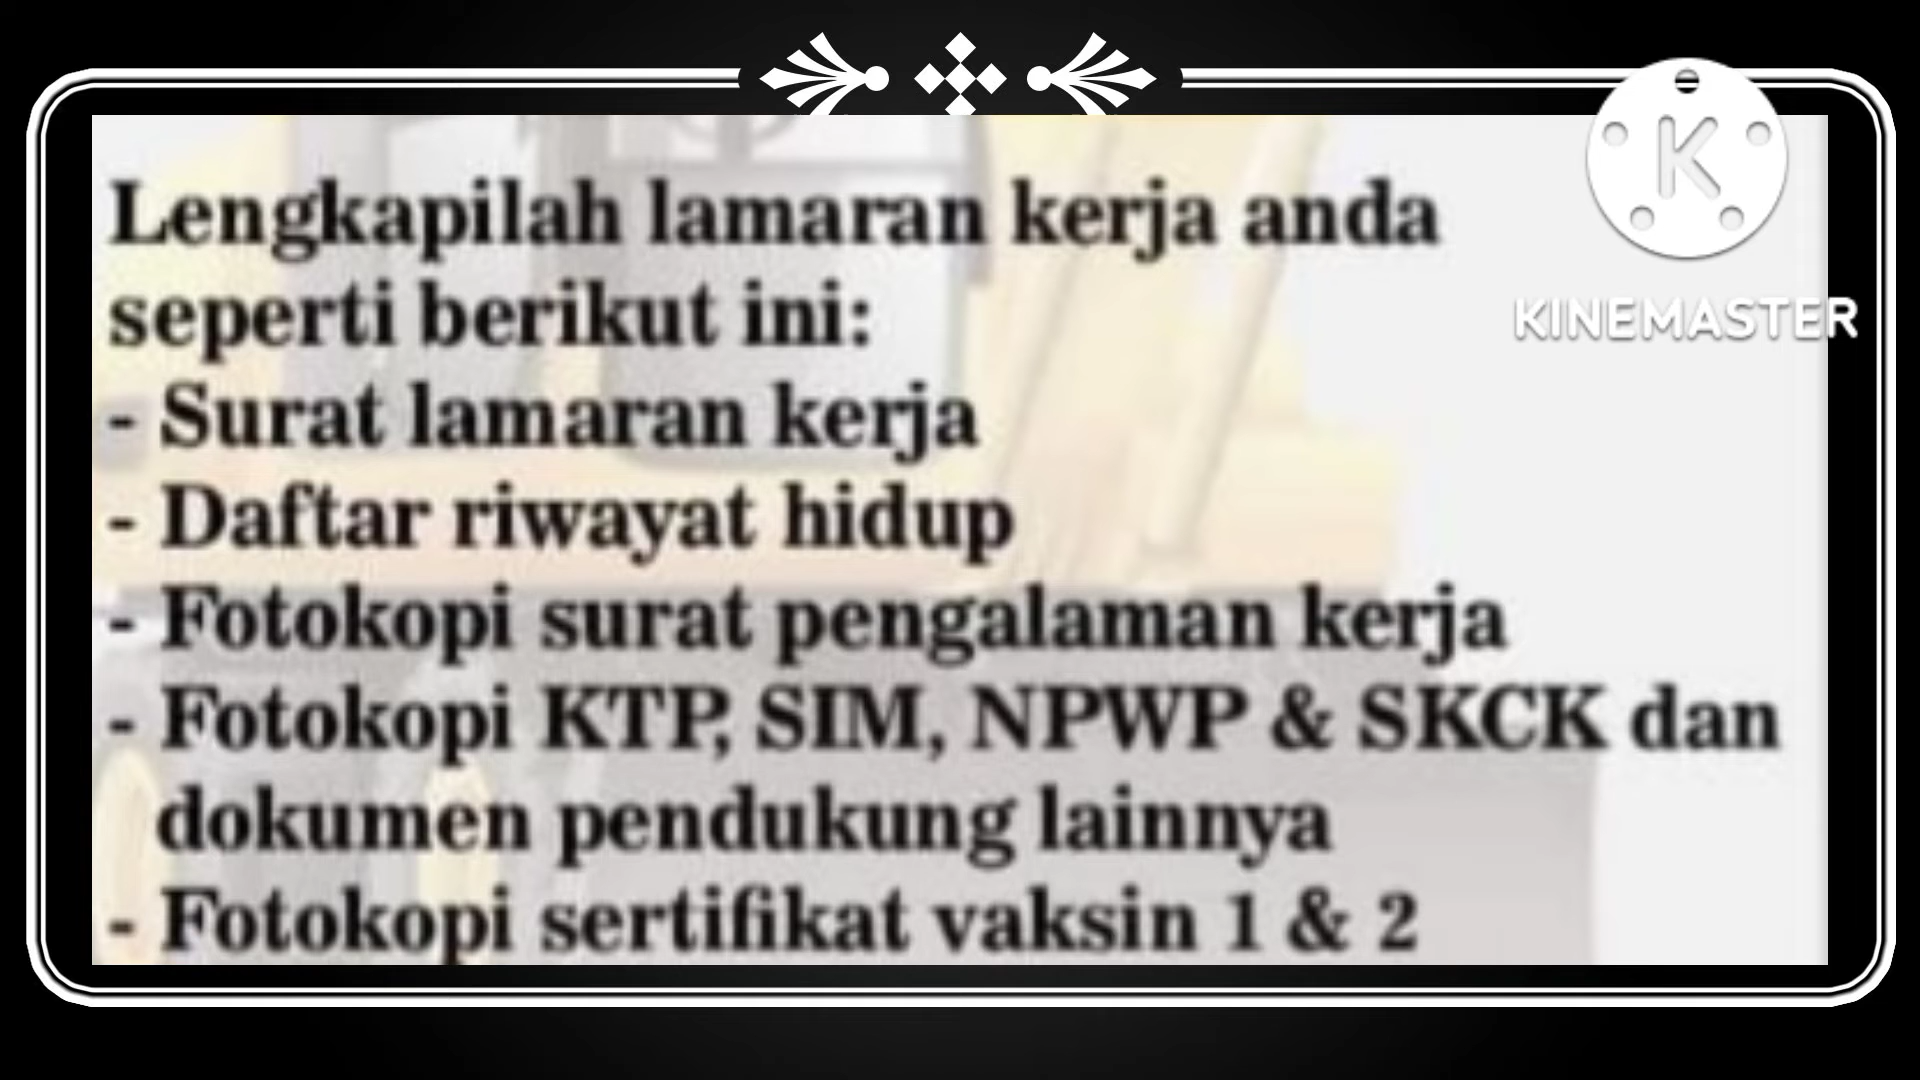 Lengkapilah lamaran kerja anda
seperti berikut ini:
- Surat lamaran kerja
- Daftar riwayat hidup
- Fotokopi surat pengalaman kerja
- Fotokopi KTP, SIM, NPWP & SKCK dan
dokumen pendukung lainnya
- Fotokopi sertifikat vaksin 1 & 2
K
KINEMASTER